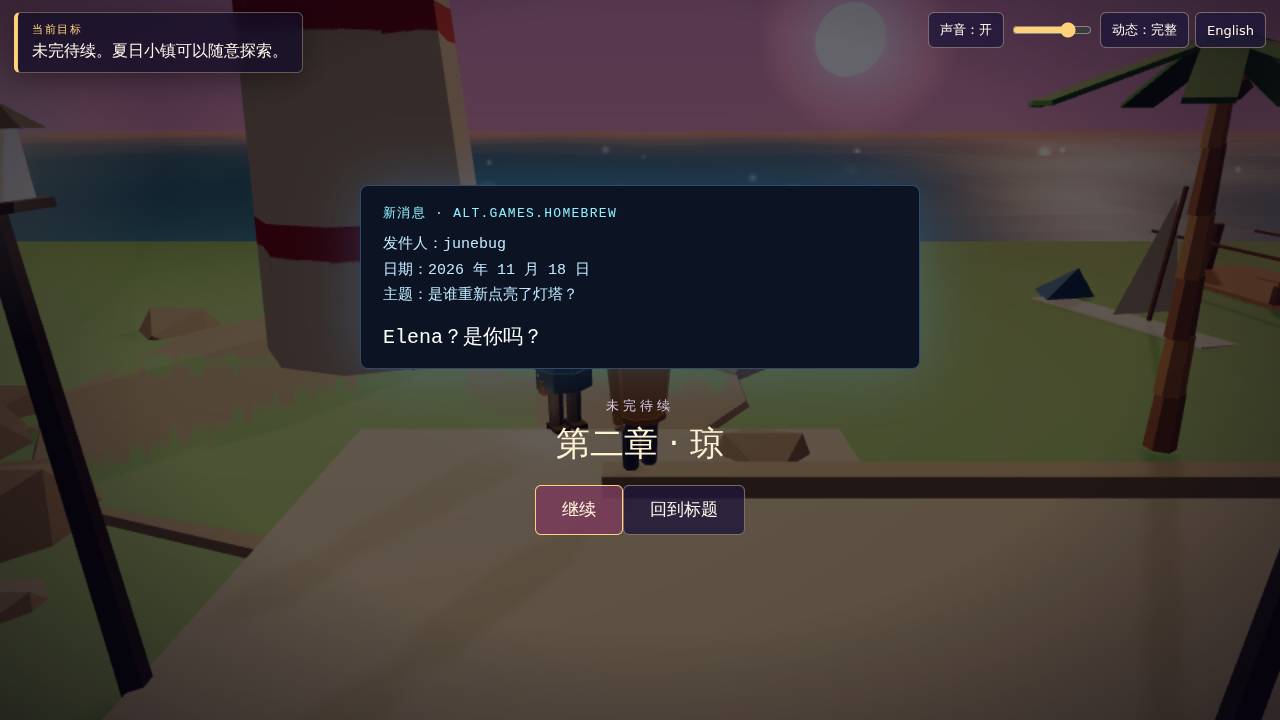 当前目标
未完待续。夏日小镇可以随意探索。
声音：开
动态：完整
English
新消息 · ALT.GAMES.HOMEBREW
发件人：junebug
日期：2026 年 11 月 18 日
主题：是谁重新点亮了灯塔？
Elena？是你吗？
未完待续
第二章 · 琼
继续
回到标题